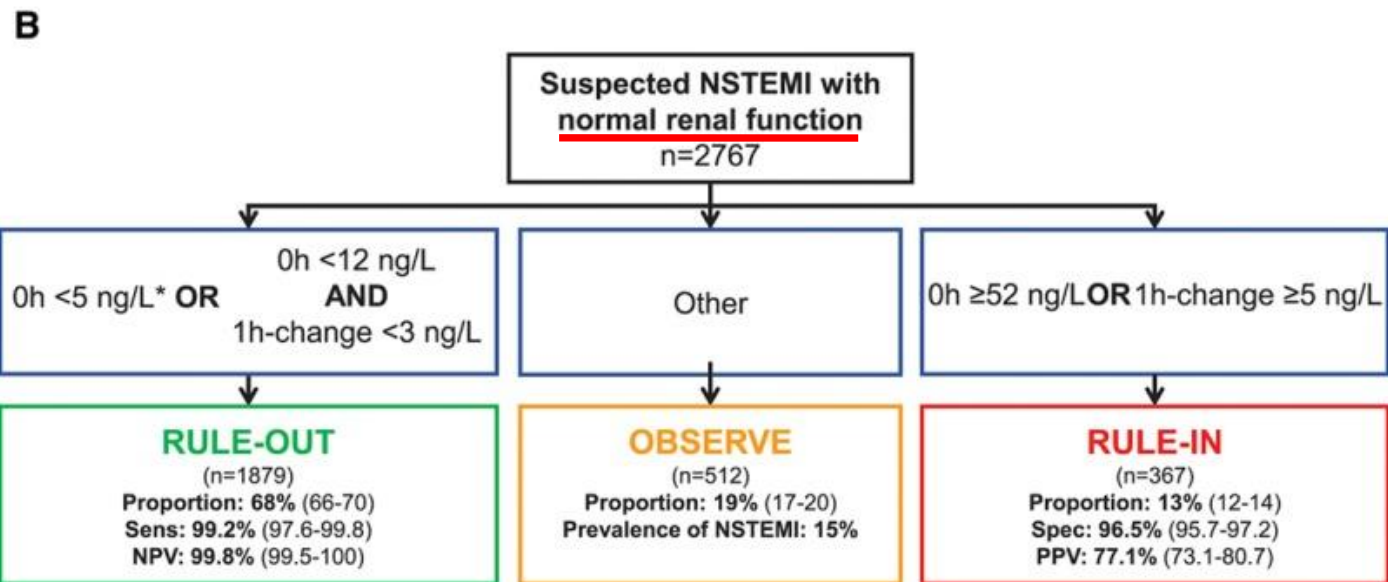 B
Suspected NSTEMI with
normal renal function
n=2767
0h <5 ng/L* OR
0h <12 ng/L
AND
1h-change <3 ng/L
Other
0h ≥52 ng/L OR 1h-change ≥5 ng/L
RULE-OUT
(n=1879)
Proportion: 68% (66-70)
Sens: 99.2% (97.6-99.8)
NPV: 99.8% (99.5-100)
OBSERVE
(n=512)
Proportion: 19% (17-20)
Prevalence of NSTEMI: 15%
RULE-IN
(n=367)
Proportion: 13% (12-14)
Spec: 96.5% (95.7-97.2)
PPV: 77.1% (73.1-80.7)